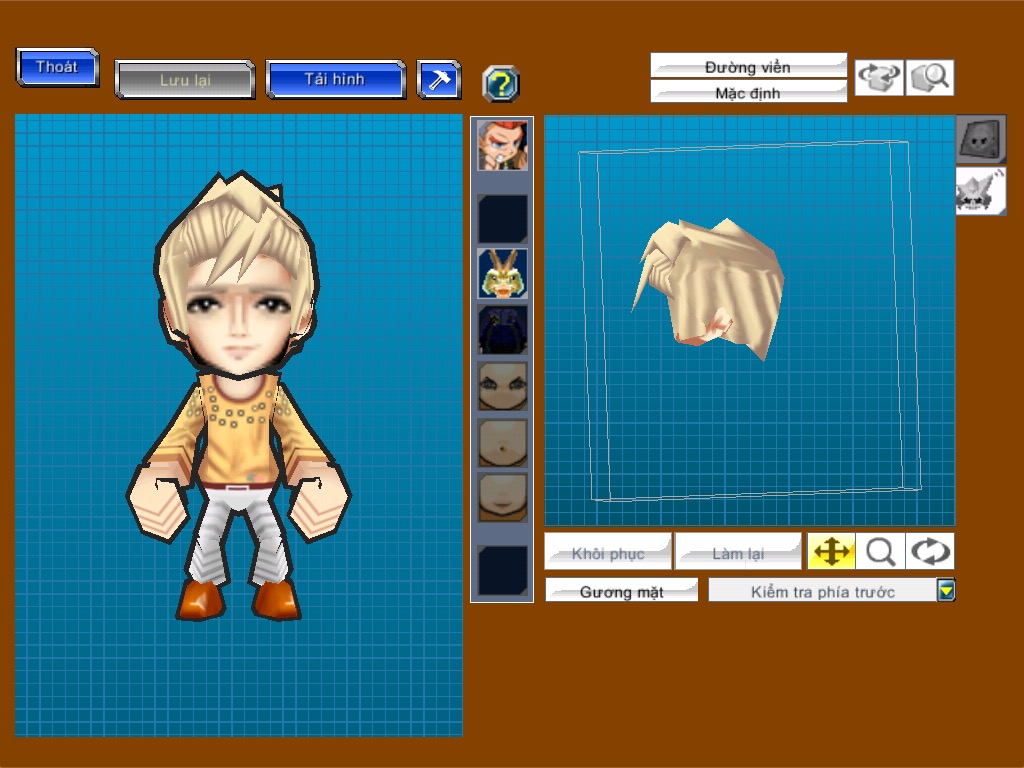 Thoát
Lưu lại
Tải hình
?
Đường viền
Mặc định
Khôi phục
Làm lại
Gương mặt
Kiểm tra phía trước